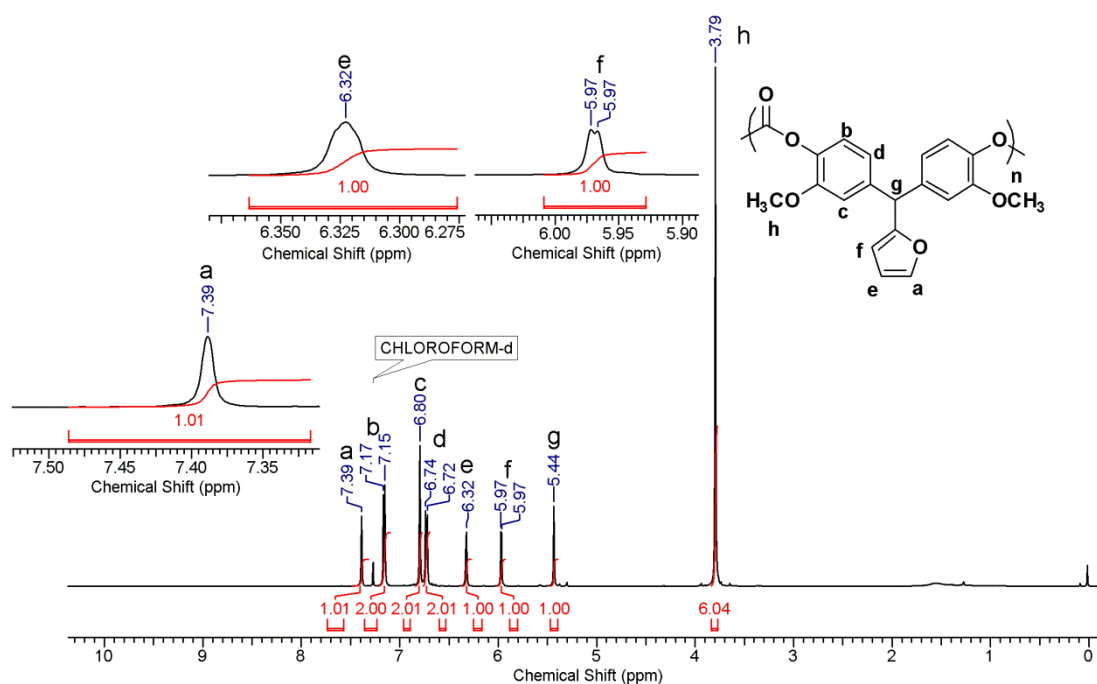 e
6.32
1.00
6.350 6.325 6.300 6.275
Chemical Shift (ppm)
f
5.97 5.97
1.00
6.00 5.95 5.90
Chemical Shift (ppm)
3.79 h
O
O
b
d
OCH3
h
c
g
f
O
e
a
O
n
OCH3
a
7.39
1.01
7.50 7.45 7.40 7.35
Chemical Shift (ppm)
CHLOROFORM-d
a
7.39
b
7.17 7.15
c
6.80
d
6.74 6.72
e
6.32
f
5.97 5.97
g
5.44
1.01 2.00 2.01 2.01 1.00 1.00 1.00 6.04
10 9 8 7 6 5 4 3 2 1 0
Chemical Shift (ppm)